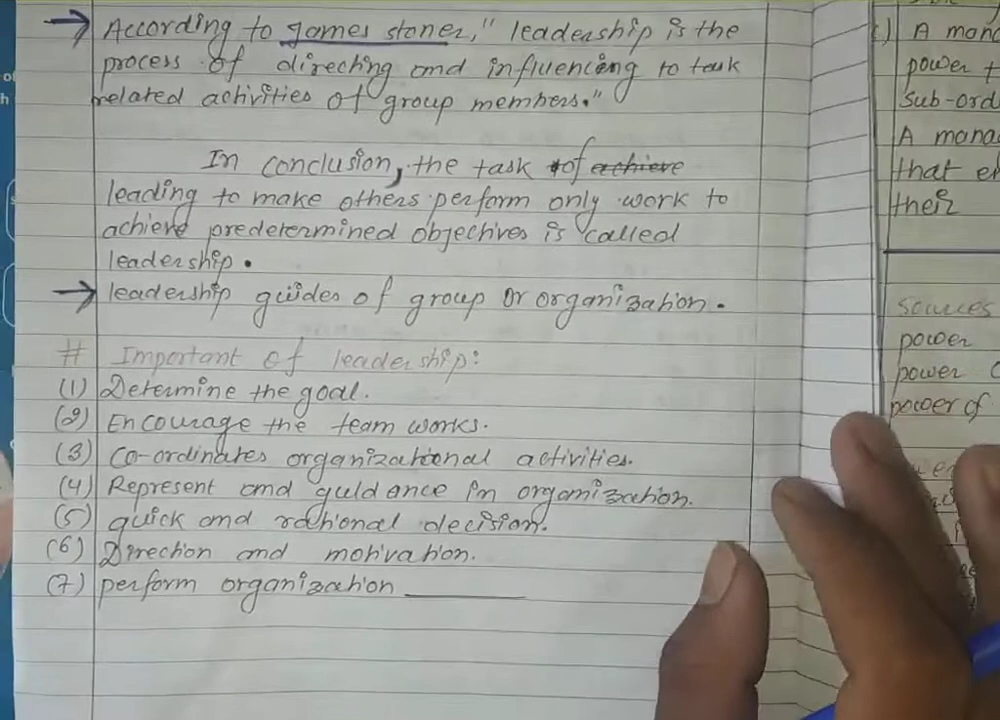 → According to games stoner," leadership is the
process of directing and influencing to task
related activities of group members."
In conclusion, the task of achieve
leading to make others perform only work to
achieve predetermined objectives is called
leadership.
→ leadership guides of group or organization.
# Important of leadership:
(1) Determine the goal.
(2) Encourage the team works.
(3) Co-ordinates organizational activities.
(4) Represent and guidance in organization.
(5) quick and rational decision.
(6) Direction and motivation.
(7) perform organization ______
A mana
power t
Sub-ord
A mana
that e
their
sources
power
power
power of